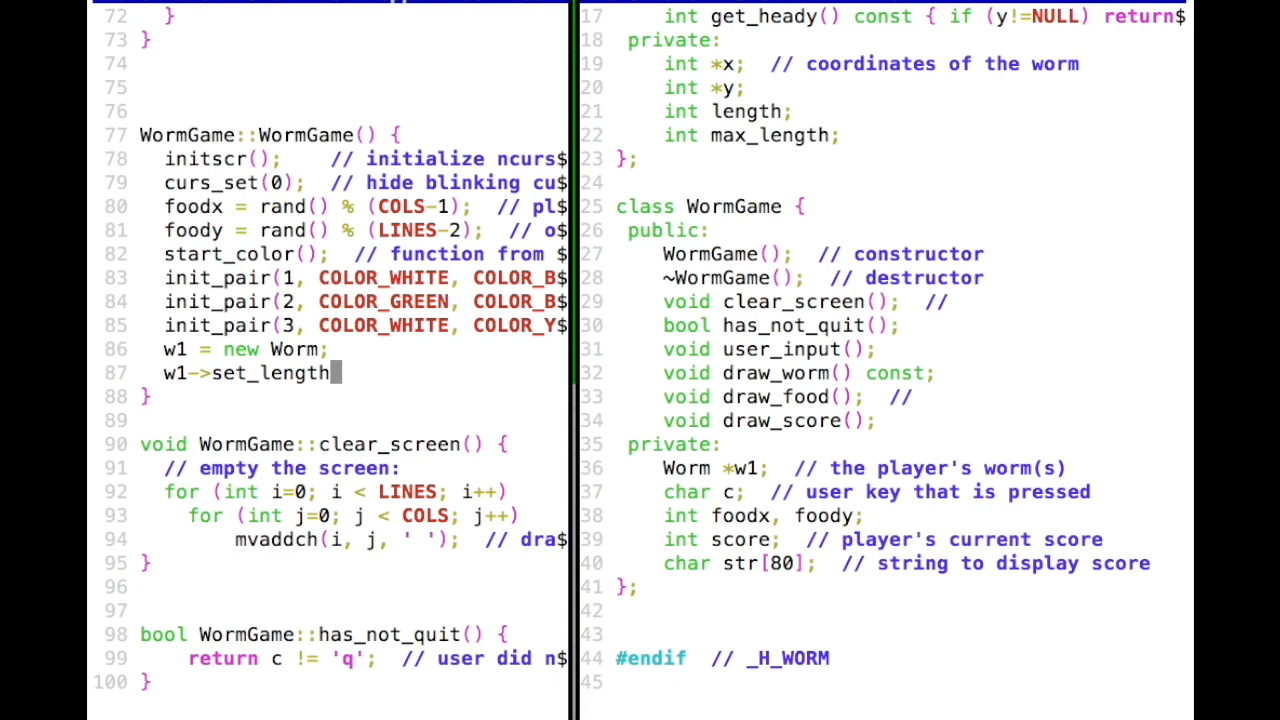 72 }
73 }
74
75
76
77 WormGame::WormGame() {
78 initscr(); // initialize ncurs$
79 curs_set(0); // hide blinking cu$
80 foodx = rand() % (COLS-1); // pl$
81 foody = rand() % (LINES-2); // o$
82 start_color(); // function from $
83 init_pair(1, COLOR_WHITE, COLOR_B$
84 init_pair(2, COLOR_GREEN, COLOR_B$
85 init_pair(3, COLOR_WHITE, COLOR_Y$
86 w1 = new Worm;
87 w1->set_length
88 }
89
90 void WormGame::clear_screen() {
91 // empty the screen:
92 for (int i=0; i < LINES; i++)
93 for (int j=0; j < COLS; j++)
94 mvaddch(i, j, ' '); // dra$
95 }
96
97
98 bool WormGame::has_not_quit() {
99 return c != 'q'; // user did n$
100 }
17 int get_heady() const { if (y!=NULL) return$
18 private:
19 int *x; // coordinates of the worm
20 int *y;
21 int length;
22 int max_length;
23 };
24
25 class WormGame {
26 public:
27 WormGame(); // constructor
28 ~WormGame(); // destructor
29 void clear_screen(); //
30 bool has_not_quit();
31 void user_input();
32 void draw_worm() const;
33 void draw_food(); //
34 void draw_score();
35 private:
36 Worm *w1; // the player's worm(s)
37 char c; // user key that is pressed
38 int foodx, foody;
39 int score; // player's current score
40 char str[80]; // string to display score
41 };
42
43
44 #endif // _H_WORM
45